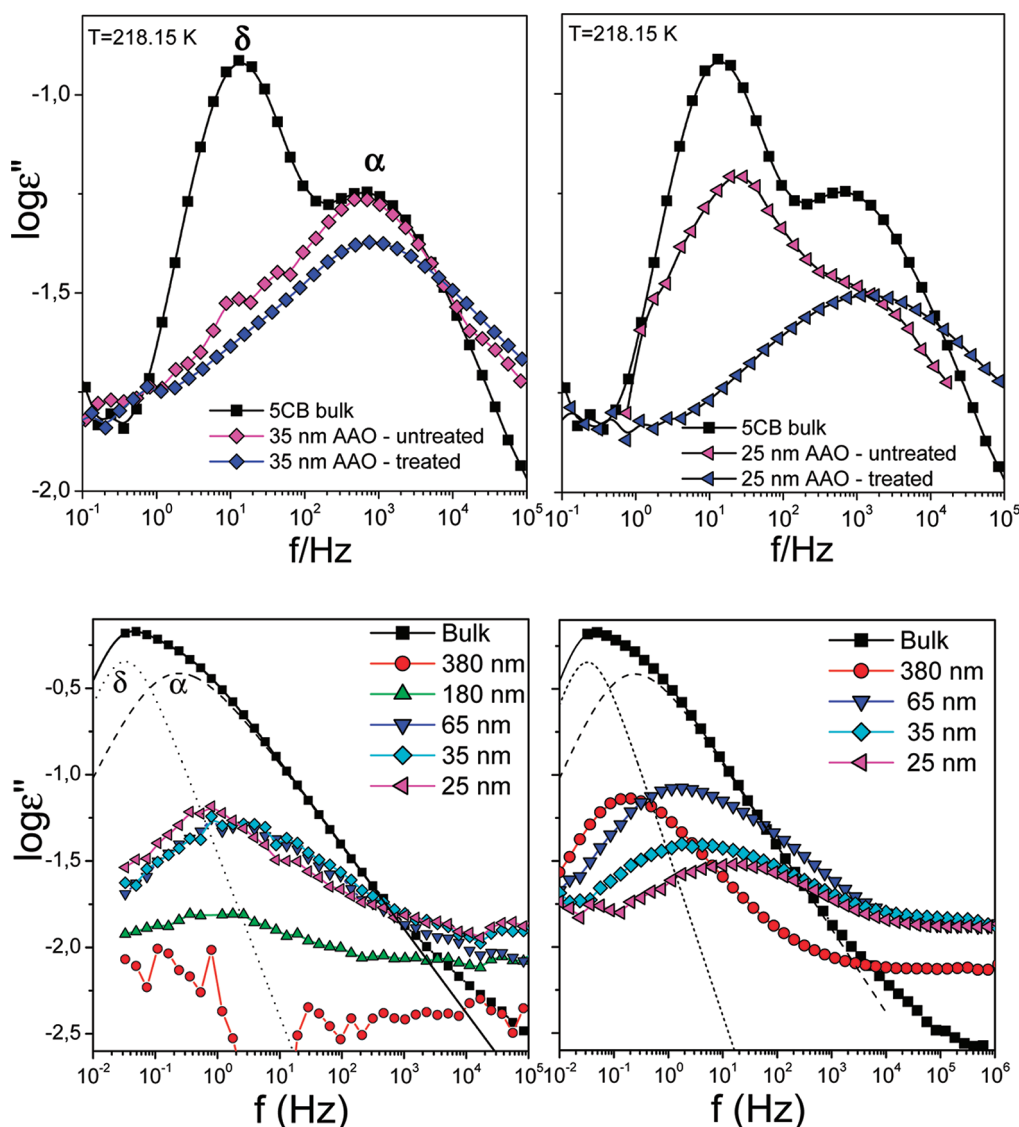 T=218.15 K
δ
α
logε''
-1,0
-1,5
-2,0
5CB bulk
35 nm AAO - untreated
35 nm AAO - treated
10-1 100 101 102 103 104 105
f/Hz
T=218.15 K
5CB bulk
25 nm AAO - untreated
25 nm AAO - treated
10-1 100 101 102 103 104 105
f/Hz
logε''
-0,5
-1,0
-1,5
-2,0
-2,5
δ α
Bulk
380 nm
180 nm
65 nm
35 nm
25 nm
10-2 10-1 100 101 102 103 104 105
f (Hz)
Bulk
380 nm
65 nm
35 nm
25 nm
10-2 10-1 100 101 102 103 104 105 106
f (Hz)